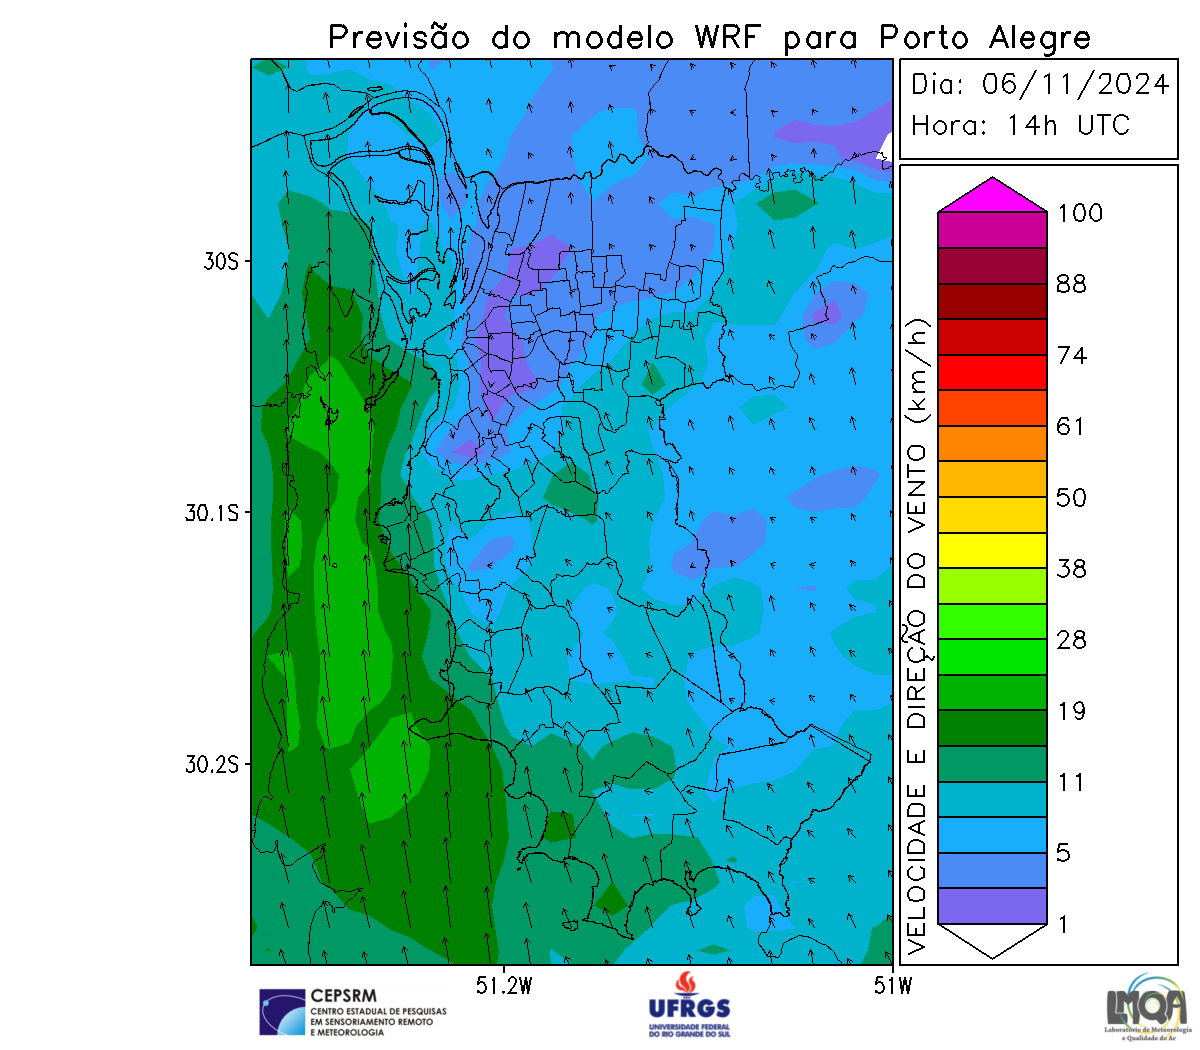 Previsão do modelo WRF para Porto Alegre
Dia: 06/11/2024
Hora: 14h UTC
30S
30.1S
30.2S
51.2W
51W
VELOCIDADE E DIREÇÃO DO VENTO (km/h)
100
88
74
61
50
38
28
19
11
5
1
CEPSRM
CENTRO ESTADUAL DE PESQUISAS
EM SENSORIAMENTO REMOTO
E METEOROLOGIA
UFRGS
UNIVERSIDADE FEDERAL
DO RIO GRANDE DO SUL
LMQA
Laboratório de Meteorologia
e Qualidade do Ar